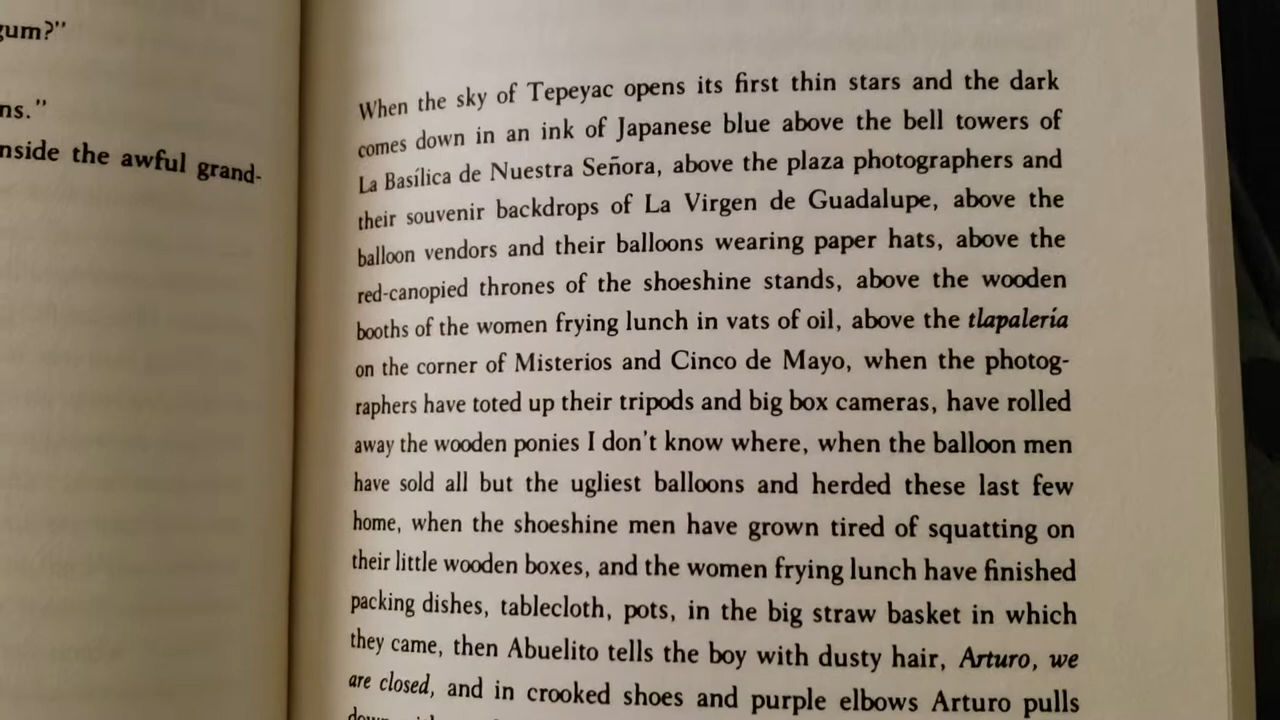 gum?"
ns."
nside the awful grand-
When the sky of Tepeyac opens its first thin stars and the dark
comes down in an ink of Japanese blue above the bell towers of
La Basílica de Nuestra Señora, above the plaza photographers and
their souvenir backdrops of La Virgen de Guadalupe, above the
balloon vendors and their balloons wearing paper hats, above the
red-canopied thrones of the shoeshine stands, above the wooden
booths of the women frying lunch in vats of oil, above the tlapalería
on the corner of Misterios and Cinco de Mayo, when the photog-
raphers have toted up their tripods and big box cameras, have rolled
away the wooden ponies I don't know where, when the balloon men
have sold all but the ugliest balloons and herded these last few
home, when the shoeshine men have grown tired of squatting on
their little wooden boxes, and the women frying lunch have finished
packing dishes, tablecloth, pots, in the big straw basket in which
they came, then Abuelito tells the boy with dusty hair, Arturo, we
are closed, and in crooked shoes and purple elbows Arturo pulls